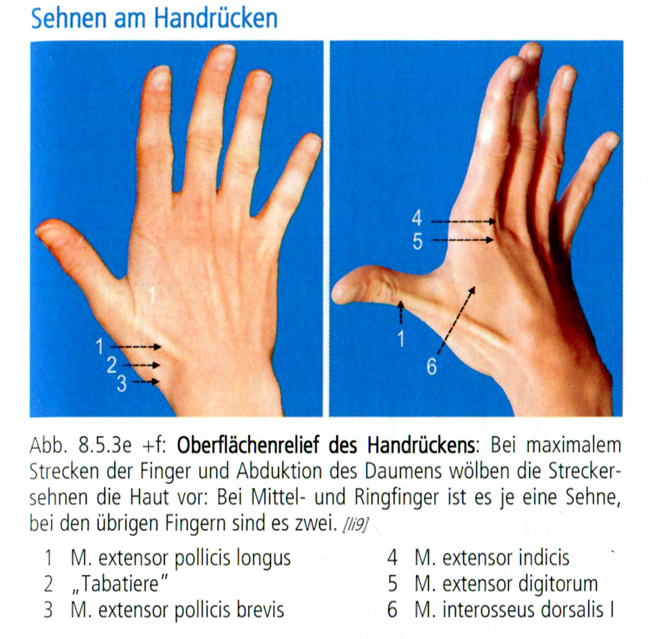 Sehnen am Handrücken
1
1
2
3
4
5
1
6
Abb. 8.5.3e +f: Oberflächenrelief des Handrückens: Bei maximalem
Strecken der Finger und Abduktion des Daumens wölben die Strecker-
sehnen die Haut vor: Bei Mittel- und Ringfinger ist es je eine Sehne,
bei den übrigen Fingern sind es zwei. [li9]
1 M. extensor pollicis longus
2 „Tabatiere”
3 M. extensor pollicis brevis
4 M. extensor indicis
5 M. extensor digitorum
6 M. interosseus dorsalis I